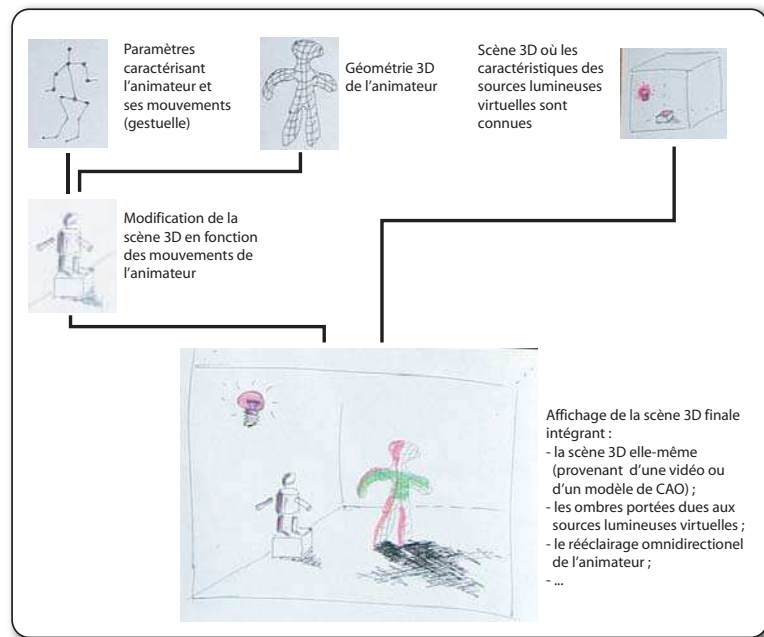 Paramètres
caractérisant
l'animateur et
ses mouvements
(gestuelle)
Géométrie 3D
de l'animateur
Scène 3D où les
caractéristiques des
sources lumineuses
virtuelles sont
connues
Modification de la
scène 3D en fonction
des mouvements de
l'animateur
Affichage de la scène 3D finale
intégrant :
- la scène 3D elle-même
(provenant d'une vidéo ou
d'un modèle de CAO) ;
- les ombres portées dues aux
sources lumineuses virtuelles ;
- le rééclairage omnidirectionel
de l'animateur ;
- ...